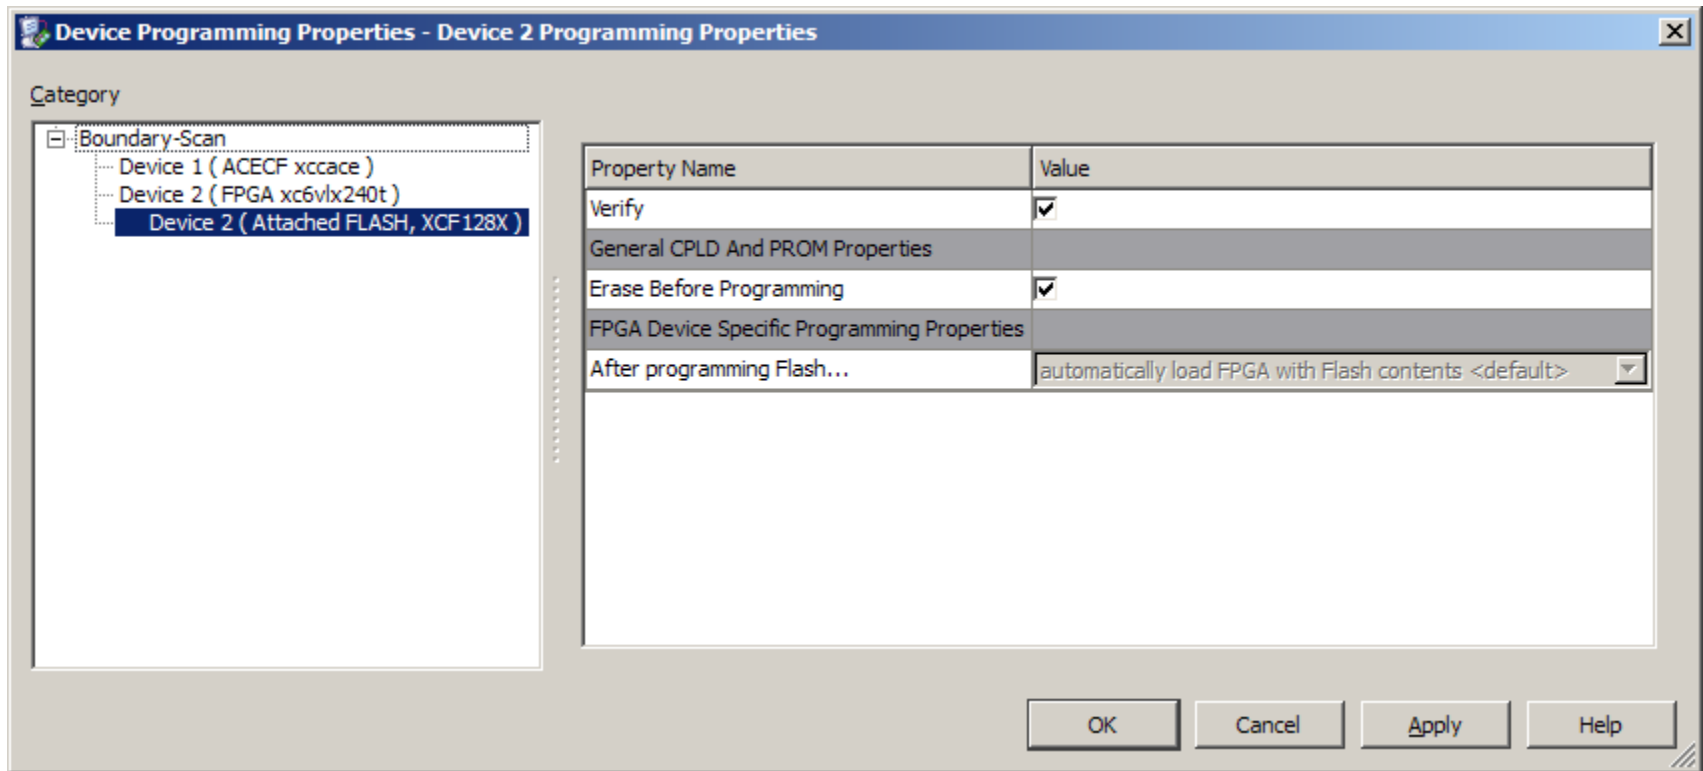 Device Programming Properties - Device 2 Programming Properties
Category
Boundary-Scan
Device 1 ( ACECF xccace )
Device 2 ( FPGA xc6vlx240t )
Device 2 ( Attached FLASH, XCF128X )
Property Name Value
Verify
General CPLD And PROM Properties
Erase Before Programming
FPGA Device Specific Programming Properties
After programming Flash... automatically load FPGA with Flash contents <default>
OK Cancel Apply Help